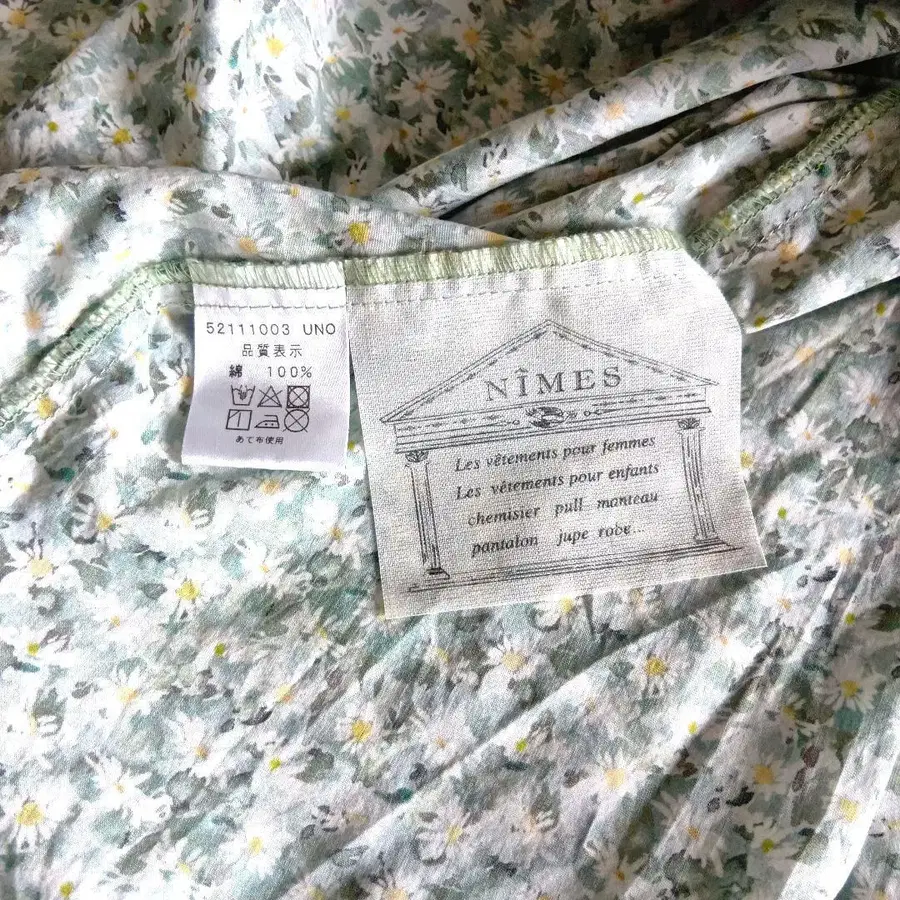 52111003 UNO
品質表示
綿 100%
1
あて布使用
NÎMES
Les vêtements pour femmes
Les vêtements pour enfants
chemisier pull manteau
pantalon jupe robe...